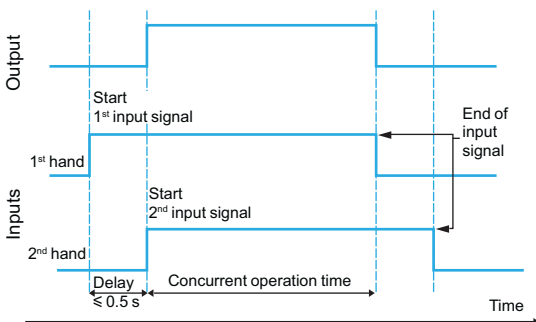 Output
Start
1st input signal
End of
input
signal
1st hand
Inputs
Start
2nd input signal
2nd hand
Delay
⩽ 0.5 s
Concurrent operation time
Time